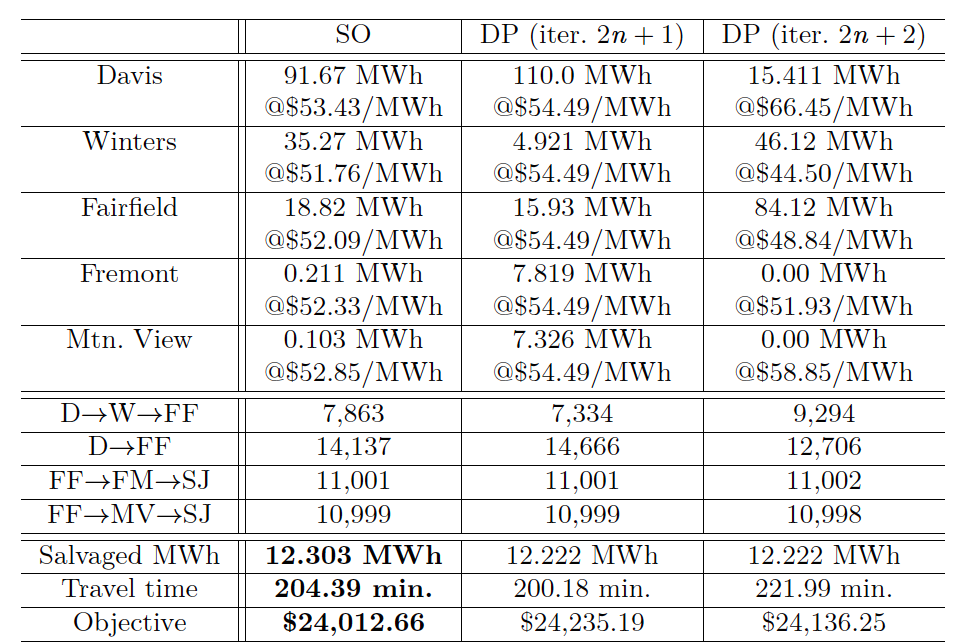 SO DP (iter. 2n + 1) DP (iter. 2n + 2)
Davis 91.67 MWh 110.0 MWh 15.411 MWh
@$53.43/MWh @$54.49/MWh @$66.45/MWh
Winters 35.27 MWh 4.921 MWh 46.12 MWh
@$51.76/MWh @$54.49/MWh @$44.50/MWh
Fairfield 18.82 MWh 15.93 MWh 84.12 MWh
@$52.09/MWh @$54.49/MWh @$48.84/MWh
Fremont 0.211 MWh 7.819 MWh 0.00 MWh
@$52.33/MWh @$54.49/MWh @$51.93/MWh
Mtn. View 0.103 MWh 7.326 MWh 0.00 MWh
@$52.85/MWh @$54.49/MWh @$58.85/MWh
D→W→FF 7,863 7,334 9,294
D→FF 14,137 14,666 12,706
FF→FM→SJ 11,001 11,001 11,002
FF→MV→SJ 10,999 10,999 10,998
Salvaged MWh 12.303 MWh 12.222 MWh 12.222 MWh
Travel time 204.39 min. 200.18 min. 221.99 min.
Objective $24,012.66 $24,235.19 $24,136.25